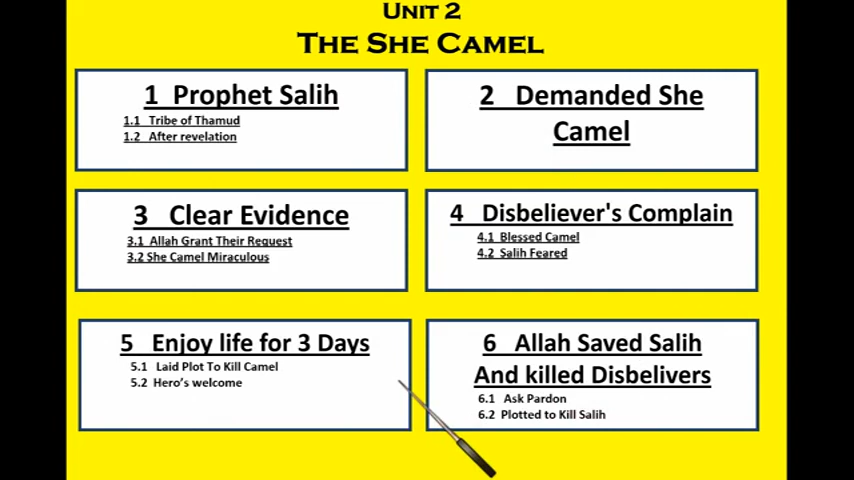 Unit 2
The She Camel
1 Prophet Salih
1.1 Tribe of Thamud
1.2 After revelation
2 Demanded She
Camel
3 Clear Evidence
3.1 Allah Grant Their Request
3.2 She Camel Miraculous
4 Disbeliever's Complain
4.1 Blessed Camel
4.2 Salih Feared
5 Enjoy life for 3 Days
5.1 Laid Plot To Kill Camel
5.2 Hero's welcome
6 Allah Saved Salih
And killed Disbelivers
6.1 Ask Pardon
6.2 Plotted to Kill Salih